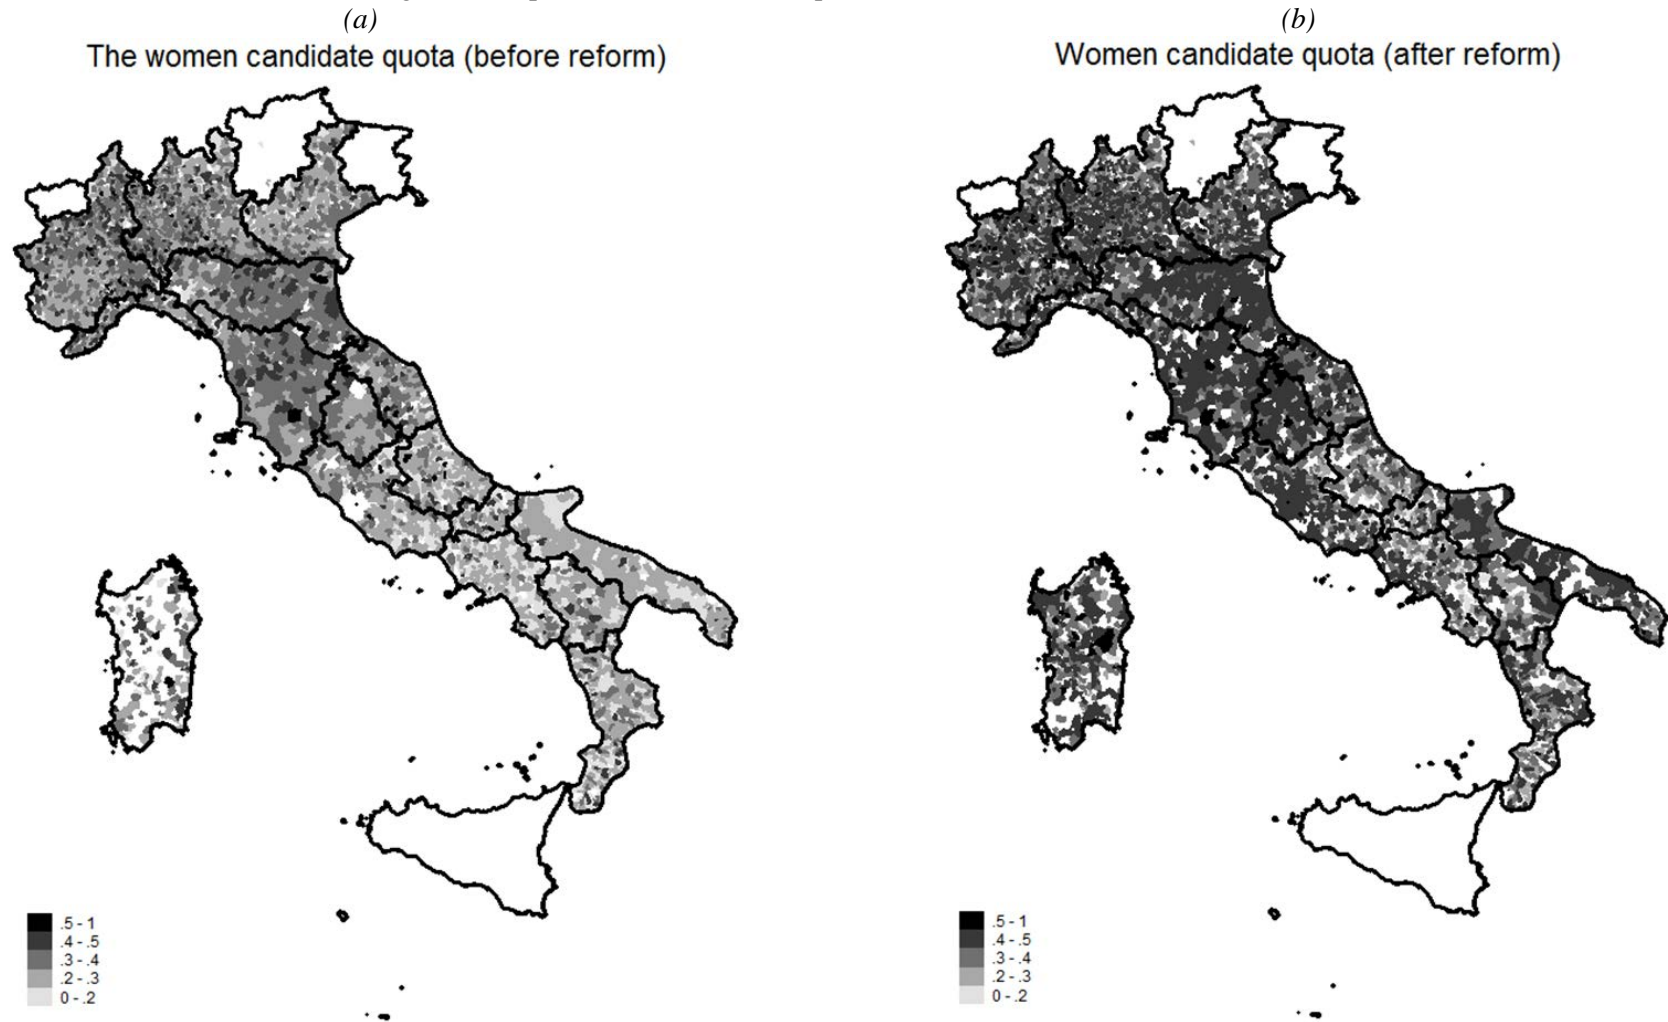 (a)
The women candidate quota (before reform)
.5 - 1
.4 - .5
.3 - .4
.2 - .3
0 - .2
(b)
Women candidate quota (after reform)
.5 - 1
.4 - .5
.3 - .4
.2 - .3
0 - .2